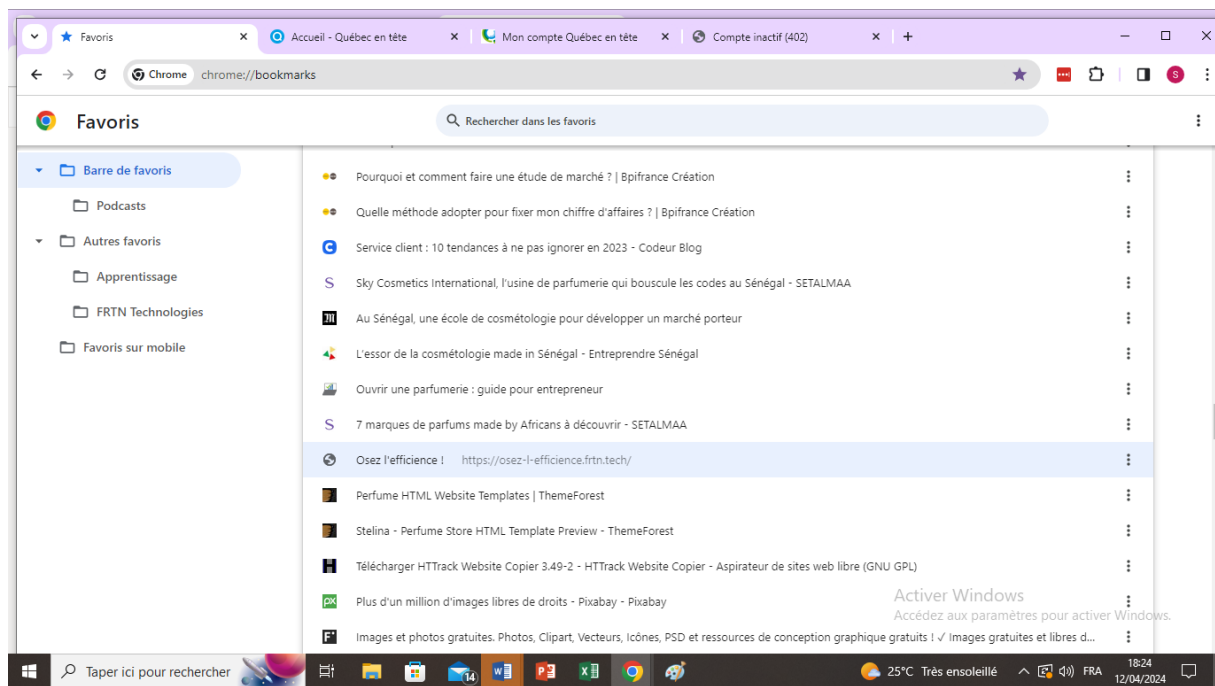 Favoris
Accueil - Québec en tête
Mon compte Québec en tête
Compte inactif (402)
Chrome
chrome://bookmarks
S
Favoris
Rechercher dans les favoris
Barre de favoris
Podcasts
Autres favoris
Apprentissage
FRTN Technologies
Favoris sur mobile
Pourquoi et comment faire une étude de marché ? | Bpifrance Création
Quelle méthode adopter pour fixer mon chiffre d'affaires ? | Bpifrance Création
Service client : 10 tendances à ne pas ignorer en 2023 - Codeur Blog
Sky Cosmetics International, l'usine de parfumerie qui bouscule les codes au Sénégal - SETALMAA
Au Sénégal, une école de cosmétologie pour développer un marché porteur
L'essor de la cosmétologie made in Sénégal - Entreprendre Sénégal
Ouvrir une parfumerie : guide pour entrepreneur
7 marques de parfums made by Africans à découvrir - SETALMAA
Osez l'efficience ! https://osez-l-efficience.frtn.tech/
Perfume HTML Website Templates | ThemeForest
Stelina - Perfume Store HTML Template Preview - ThemeForest
Télécharger HTTrack Website Copier 3.49-2 - HTTrack Website Copier - Aspirateur de sites web libre (GNU GPL)
Plus d'un million d'images libres de droits - Pixabay - Pixabay
Images et photos gratuites. Photos, Clipart, Vecteurs, Icônes, PSD et ressources de conception graphique gratuits ! ✓ Images gratuites et libres d...
Activer Windows
Accédez aux paramètres pour activer Windows.
Taper ici pour rechercher
14
25°C Très ensoleillé
FRA
18:24
12/04/2024